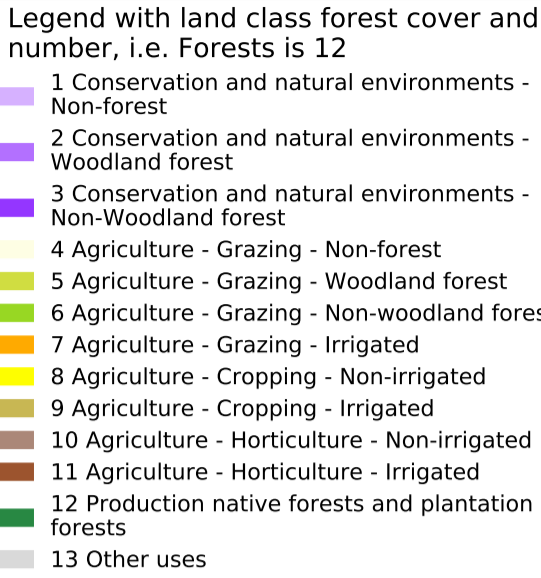 Legend with land class forest cover and
number, i.e. Forests is 12
1 Conservation and natural environments -
Non-forest
2 Conservation and natural environments -
Woodland forest
3 Conservation and natural environments -
Non-Woodland forest
4 Agriculture - Grazing - Non-forest
5 Agriculture - Grazing - Woodland forest
6 Agriculture - Grazing - Non-woodland fores
7 Agriculture - Grazing - Irrigated
8 Agriculture - Cropping - Non-irrigated
9 Agriculture - Cropping - Irrigated
10 Agriculture - Horticulture - Non-irrigated
11 Agriculture - Horticulture - Irrigated
12 Production native forests and plantation
forests
13 Other uses